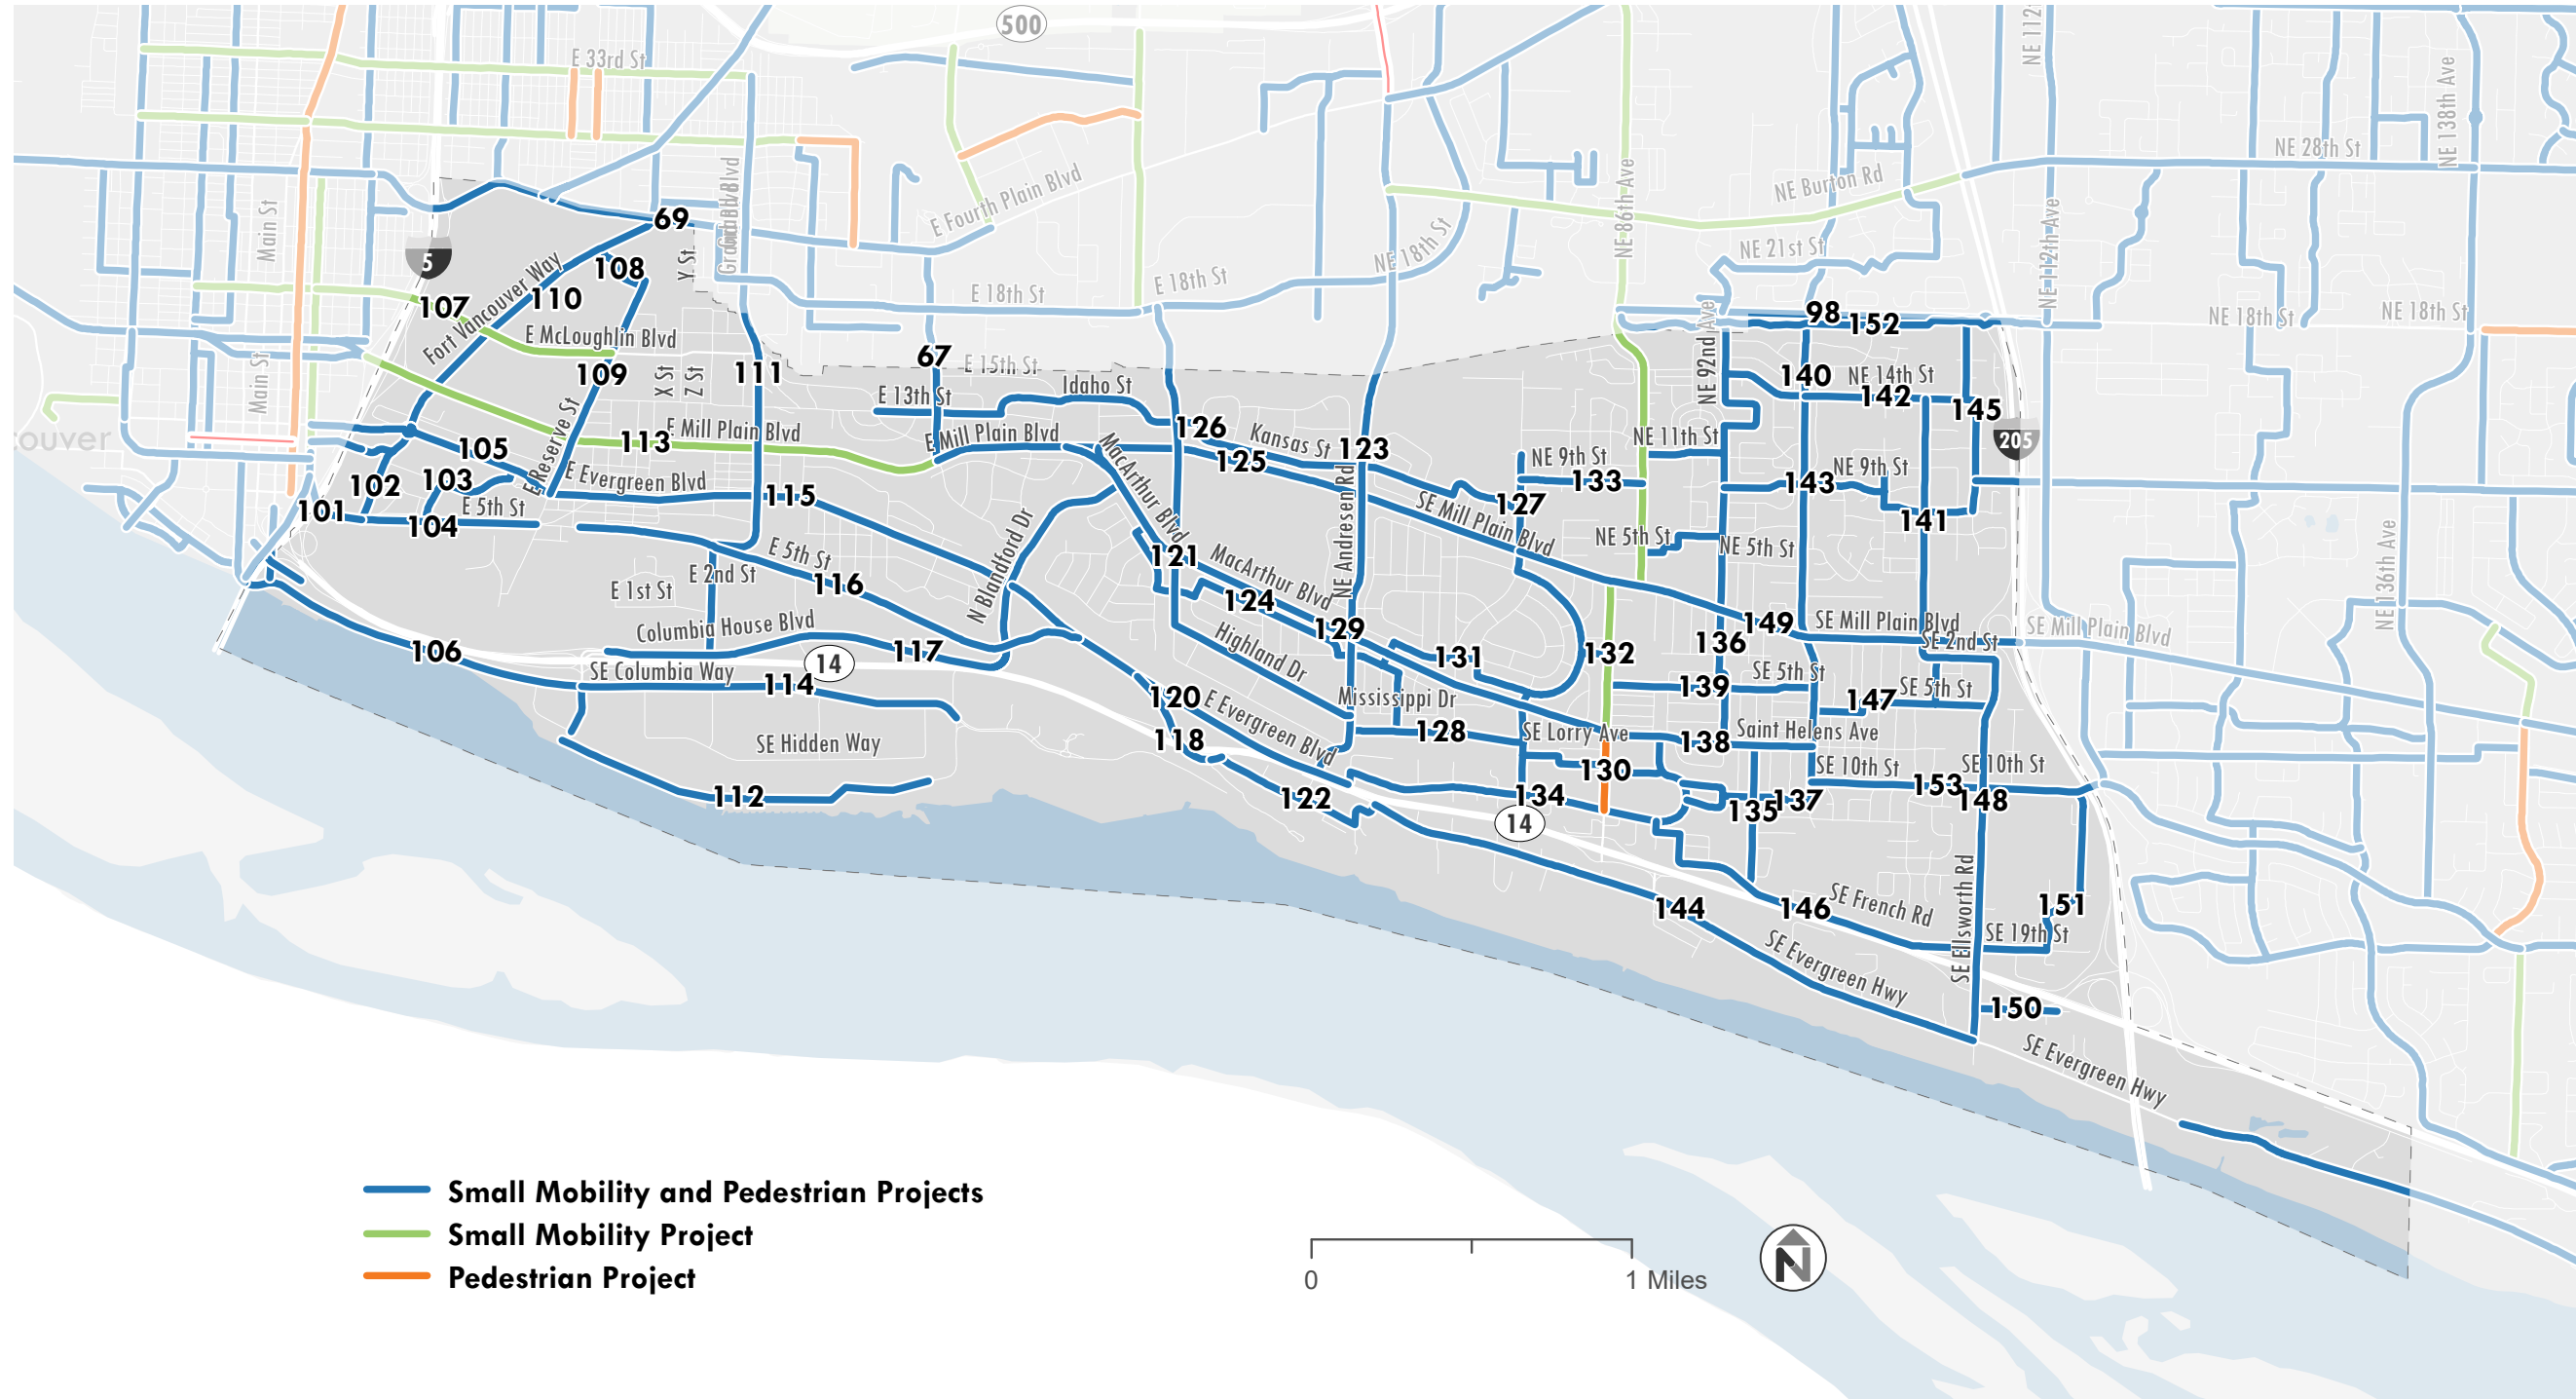 500
E 33rd St
NE 112t
NE 138th Ave
NE 28th St
Main St
Grand Blvd
E Fourth Plain Blvd
NE 86th Ave
NE Burton Rd
NE 112th Ave
69
Y St
NE 18th St
NE 21st St
5
Fort Vancouver Way
108
110
107
E 18th St
E 18th St
98
152
NE 18th St
NE 18th St
E McLoughlin Blvd
67
E 15th St
NE 92nd Ave
Main St
109
X St
Z St
111
E 13th St
Idaho St
140
NE 14th St
142
145
couver
105
E Reserve St
113
E Mill Plain Blvd
E Mill Plain Blvd
MacArthur Blvd
126
Kansas St
123
125
NE 11th St
205
102
103
E Evergreen Blvd
115
NE 9th St
133
143
NE 9th St
101
104
E 5th St
127
SE Mill Plain Blvd
141
NE Andresen Rd
NE 5th St
NE 5th St
NE 136th Ave
E 5th St
N Blandford Dr
121
MacArthur Blvd
E 1st St
E 2nd St
116
124
Columbia House Blvd
129
149
SE Mill Plain Blvd
SE Mill Plain Blvd
106
117
Highland Dr
131
132
136
SE 2nd St
14
SE Columbia Way
114
SE 5th St
120
E Evergreen Blvd
Mississippi Dr
139
147
SE 5th St
SE Hidden Way
118
128
SE Lorry Ave
138
Saint Helens Ave
130
SE 10th St
SE 10th St
112
122
134
135
137
153
148
14
SE Ellsworth Rd
144
146
SE French Rd
151
SE 19th St
SE Evergreen Hwy
150
SE Evergreen Hwy
Small Mobility and Pedestrian Projects
Small Mobility Project
Pedestrian Project
0
1 Miles
N